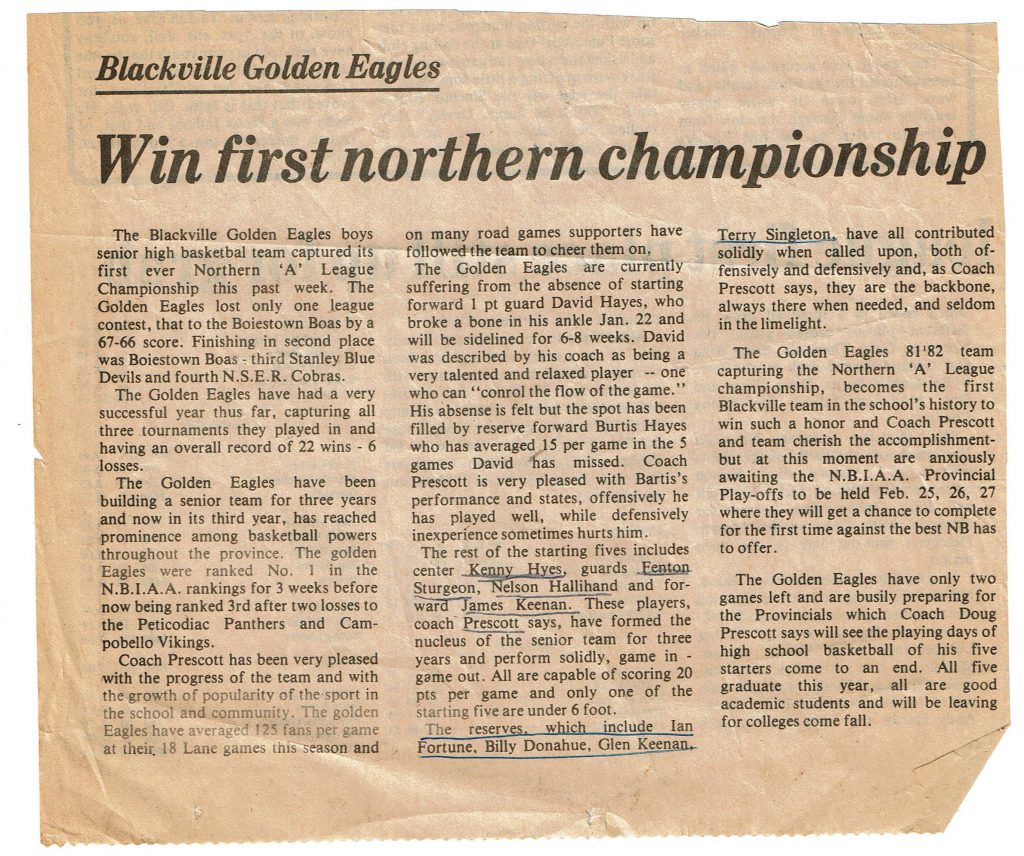 Blackville Golden Eagles
Win first northern championship
The Blackville Golden Eagles boys
senior high basketbal team captured its
first ever Northern 'A' League
Championship this past week. The
Golden Eagles lost only one league
contest, that to the Boiestown Boas by a
67-66 score. Finishing in second place
was Boiestown Boas - third Stanley Blue
Devils and fourth N.S.E.R. Cobras.
The Golden Eagles have had a very
successful year thus far, capturing all
three tournaments they played in and
having an overall record of 22 wins - 6
losses.
The Golden Eagles have been
building a senior team for three years
and now in its third year, has reached
prominence among basketball powers
throughout the province. The golden
Eagles were ranked No. 1 in the
N.B.I.A.A. rankings for 3 weeks before
now being ranked 3rd after two losses to
the Peticodiac Panthers and Cam-
pobello Vikings.
Coach Prescott has been very pleased
with the progress of the team and with
the growth of popularity of the sport in
the school and community. The golden
Eagles have averaged 125 fans per game
at their 18 Lane games this season and
on many road games supporters have
followed the team to cheer them on.
The Golden Eagles are currently
suffering from the absence of starting
forward 1 pt guard David Hayes, who
broke a bone in his ankle Jan. 22 and
will be sidelined for 6-8 weeks. David
was described by his coach as being a
very talented and relaxed player -- one
who can "conrol the flow of the game."
His absense is felt but the spot has been
filled by reserve forward Burtis Hayes
who has averaged 15 per game in the 5
games David has missed. Coach
Prescott is very pleased with Bartis's
performance and states, offensively he
has played well, while defensively
inexperience sometimes hurts him.
The rest of the starting fives includes
center Kenny Hyes, guards Fenton
Sturgeon, Nelson Hallihand and for-
ward James Keenan. These players,
coach Prescott says, have formed the
nucleus of the senior team for three
years and perform solidly, game in -
game out. All are capable of scoring 20
pts per game and only one of the
starting five are under 6 foot.
The reserves, which include Ian
Fortune, Billy Donahue, Glen Keenan,
Terry Singleton, have all contributed
solidly when called upon, both of-
fensively and defensively and, as Coach
Prescott says, they are the backbone,
always there when needed, and seldom
in the limelight.
The Golden Eagles 81'82 team
capturing the Northern 'A' League
championship, becomes the first
Blackville team in the school's history to
win such a honor and Coach Prescott
and team cherish the accomplishment-
but at this moment are anxiously
awaiting the N.B.I.A.A. Provincial
Play-offs to be held Feb. 25, 26, 27
where they will get a chance to complete
for the first time against the best NB has
to offer.
The Golden Eagles have only two
games left and are busily preparing for
the Provincials which Coach Doug
Prescott says will see the playing days of
high school basketball of his five
starters come to an end. All five
graduate this year, all are good
academic students and will be leaving
for colleges come fall.